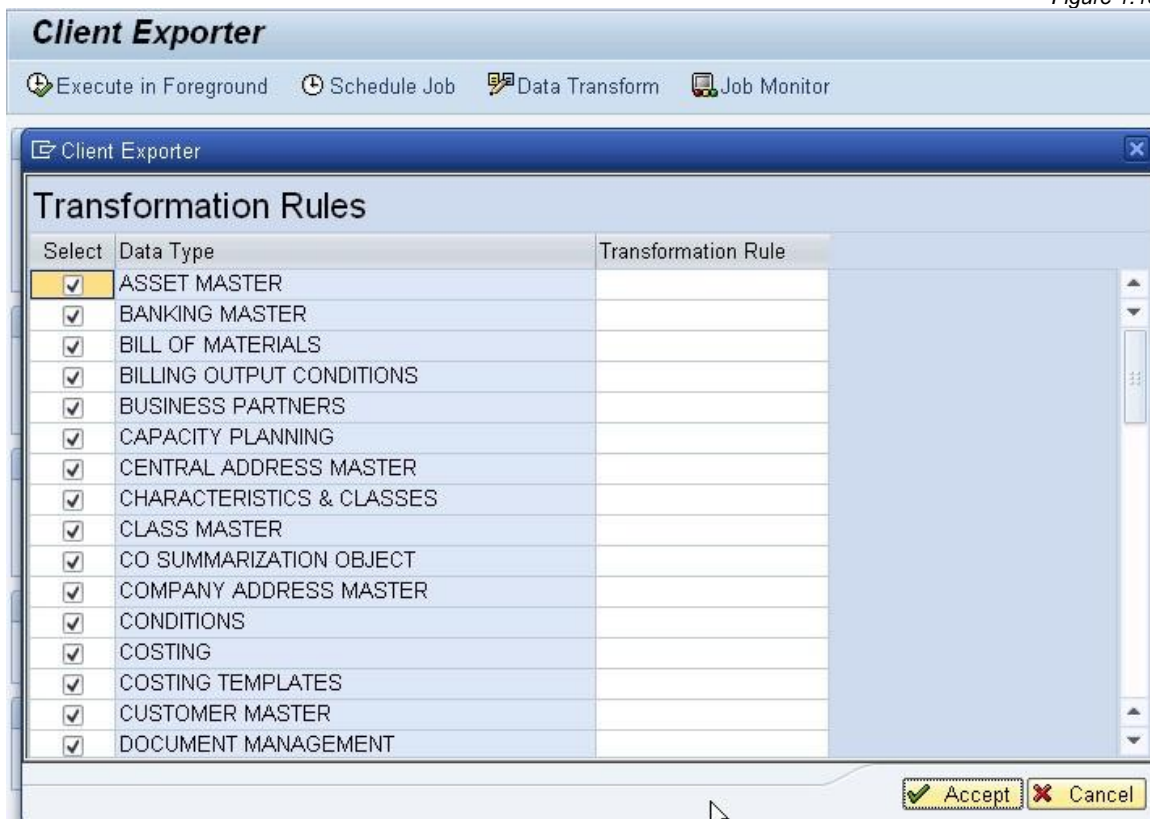 Client Exporter
Execute in Foreground Schedule Job Data Transform Job Monitor
Client Exporter
Transformation Rules
Select Data Type Transformation Rule
ASSET MASTER
BANKING MASTER
BILL OF MATERIALS
BILLING OUTPUT CONDITIONS
BUSINESS PARTNERS
CAPACITY PLANNING
CENTRAL ADDRESS MASTER
CHARACTERISTICS & CLASSES
CLASS MASTER
CO SUMMARIZATION OBJECT
COMPANY ADDRESS MASTER
CONDITIONS
COSTING
COSTING TEMPLATES
CUSTOMER MASTER
DOCUMENT MANAGEMENT
Accept Cancel